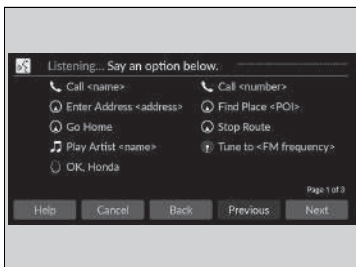 Listening... Say an option below.
Call <name>
Call <number>
Enter Address <address>
Find Place <POI>
Go Home
Stop Route
Play Artist <name>
Tune to <FM frequency>
OK, Honda
Page 1 of 3
Help Cancel Back Previous Next